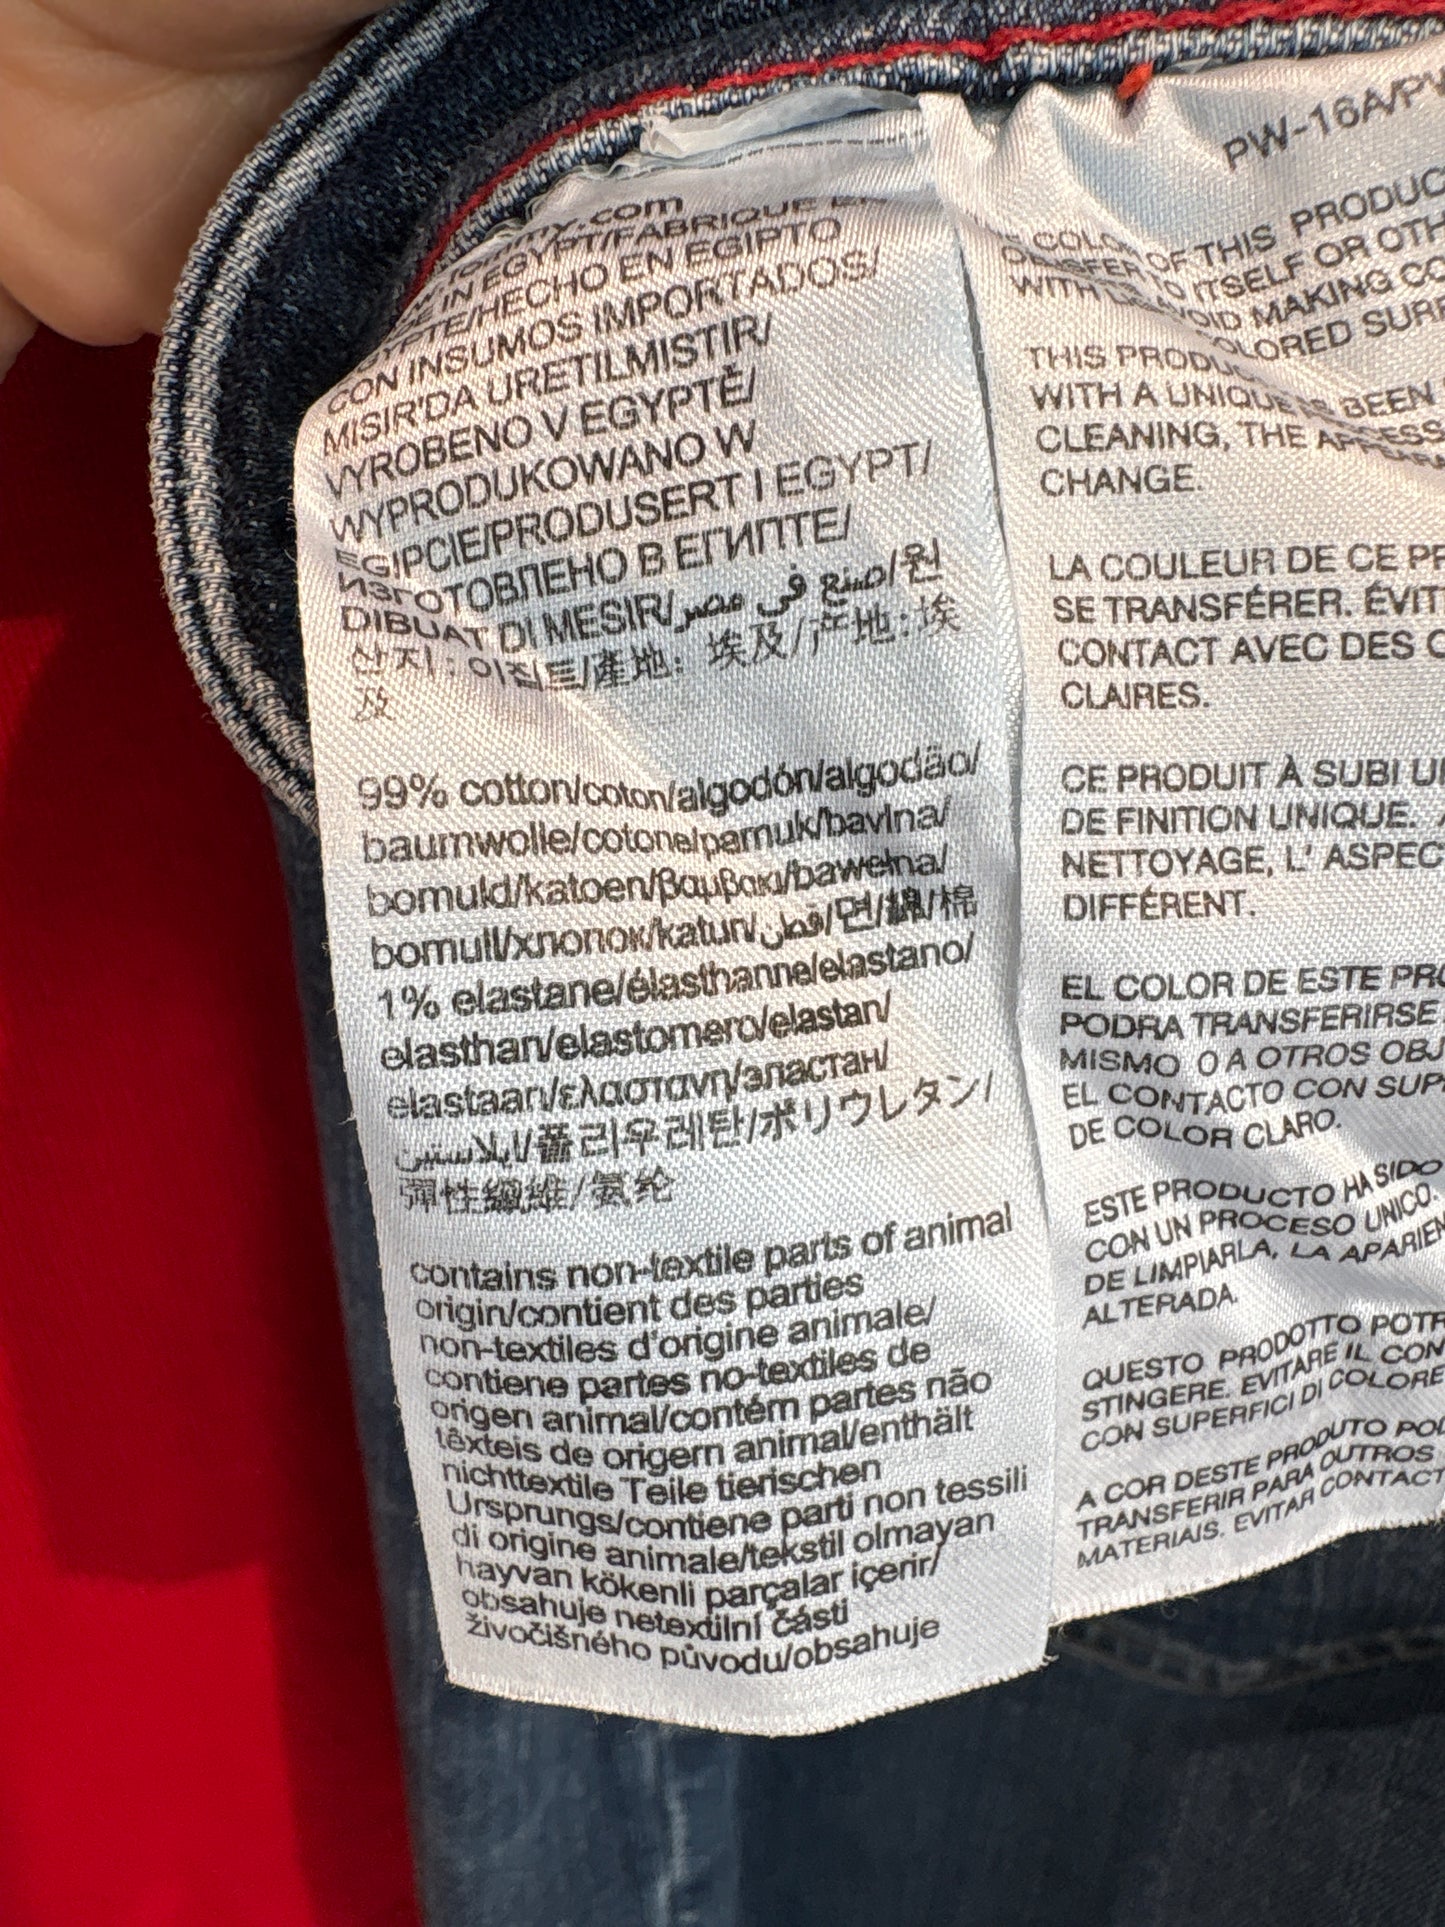 IN EGYPT/FABRIQUE
HECHO EN EGIPTO
CON INSUMOS IMPORTADOS/
MISIR'DA URETILMISTIR/
VYROBENO V EGYPTĚ/
WYPRODUKOWANO W
EGIPCIE/PRODUSERT I EGYPT/
ИЗГОТОВЛЕНО В ЕГИПТЕ/
DIBUAT DI MESIR/صنع في مصر/원
산지: 이집트/產地: 埃及/产地: 埃
及
99% cotton/coton/algodón/algodão/
baumwolle/cotone/pamuk/bavlna/
bomuld/katoen/βαμβακι/bawełna/
bomull/хлопок/katun/قطن/면/綿/棉
1% elastane/élasthanne/elastano/
elasthan/elastomero/elastan/
elastaan/ελασταvη/эластан/
ايلاستين/폴리우레탄/ポリウレタン/
彈性纖維/氨纶
contains non-textile parts of animal
origin/contient des parties
non-textiles d'origine animale/
contiene partes no-textiles de
origen animal/contém partes não
têxteis de origem animal/enthält
nichttextile Teile tierischen
Ursprungs/contiene parti non tessili
di origine animale/tekstil olmayan
hayvan kökenli parçalar içerir/
obsahuje netextilní části
živočišného původu/obsahuje
PW-16A/PW
COLOR OF THIS PRODUC
TO ITSELF OR OTH
AVOID MAKING CO
COLORED SURF
THIS PRODUC BEEN
WITH A UNIQUE
CLEANING, THE APPEARA
CHANGE.
LA COULEUR DE CE PR
SE TRANSFÉRER. ÉVIT
CONTACT AVEC DES C
CLAIRES.
CE PRODUIT À SUBI U
DE FINITION UNIQUE.
NETTOYAGE, L' ASPEC
DIFFÉRENT.
EL COLOR DE ESTE PRO
PODRA TRANSFERIRSE
MISMO O A OTROS OBJ
EL CONTACTO CON SUP
DE COLOR CLARO.
ESTE PRODUCTO HA SIDO
CON UN PROCESO UNICO.
DE LIMPIARLA, LA APARIEN
ALTERADA
QUESTO PRODOTTO POTR
STINGERE. EVITARE IL CON
CON SUPERFICI DI COLORE
A COR DESTE PRODUTO POD
TRANSFERIR PARA OUTROS
MATERIAIS. EVITAR CONTACT